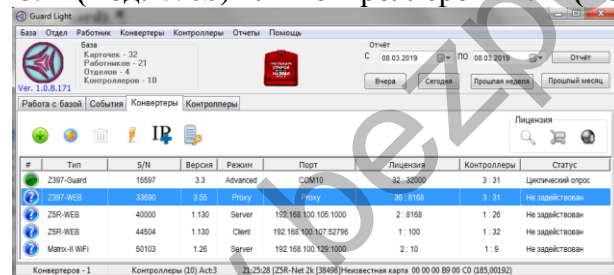 Guard Light
База Отдел Работник Конвертеры Контроллеры Отчеты Помощь
База
Карточек - 32
Работников - 21
Отделов - 4
Контроллеров - 10
Ver. 1.0.8.171
Отчёт
С 08.03.2019 ПО 08.03.2019 Отчёт
Вчера Сегодня Прошлая неделя Прошлый месяц
Работа с базой События Конвертеры Контроллеры
Лицензия
IP
# Тип S/N Версия Режим Порт Лицензия Контроллеры Статус
Z397-Guard 15597 3.3 Advanced COM10 32 : 32000 3 : 31 Циклический опрос
Z397-WEB 33690 3.55 Proxy Proxy 36 : 8168 3 : 31 Не задействован
Z5R-WEB 40000 1.130 Server 192.168.100.105:1000 2 : 8168 1 : 26 Не задействован
Z5R-WEB 44504 1.130 Client 192.168.100.107:52796 1 : 100 1 : 32 Не задействован
Matrix-II WiFi 50103 1.26 Server 192.168.100.129:1000 2 : 10 1 : 9 Не задействован
Конвертеров - 1 Контроллеры (10) Act:3 21:25:28 [Z5R-Net 2k [38498]Неизвестная карта 00 00 00 B9 00 C0 (185,00192)
bezp